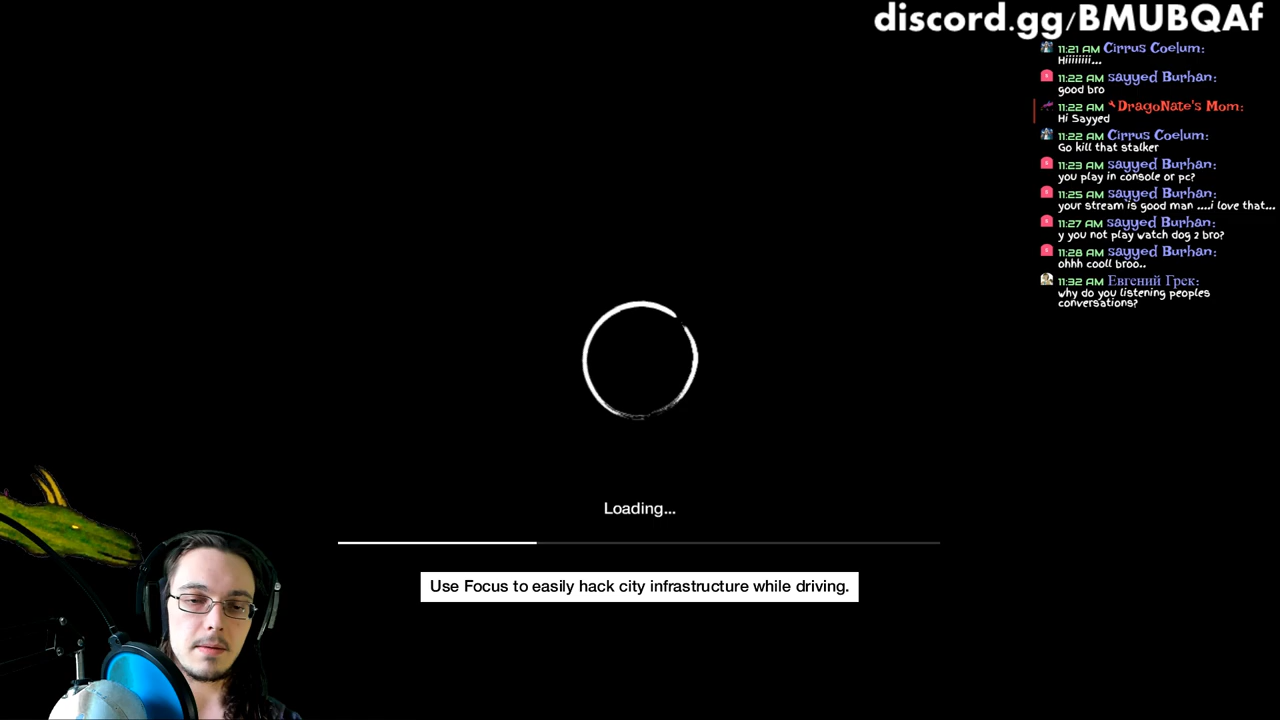 discord.gg/BMUBQAf
11:21 AM Cirrus Coelum:
Hiiiiiiii...
11:22 AM sayyed Burhan:
good bro
11:22 AM DragoNate's Mom:
Hi Sayyed
11:22 AM Cirrus Coelum:
Go kill that stalker
11:23 AM sayyed Burhan:
you play in console or pc?
11:25 AM sayyed Burhan:
your stream is good man ....i love that...
11:27 AM sayyed Burhan:
y you not play watch dog 2 bro?
11:28 AM sayyed Burhan:
ohhh cooll broo..
11:32 AM Евгений Грек:
why do you listening peoples
conversations?
Loading...
Use Focus to easily hack city infrastructure while driving.